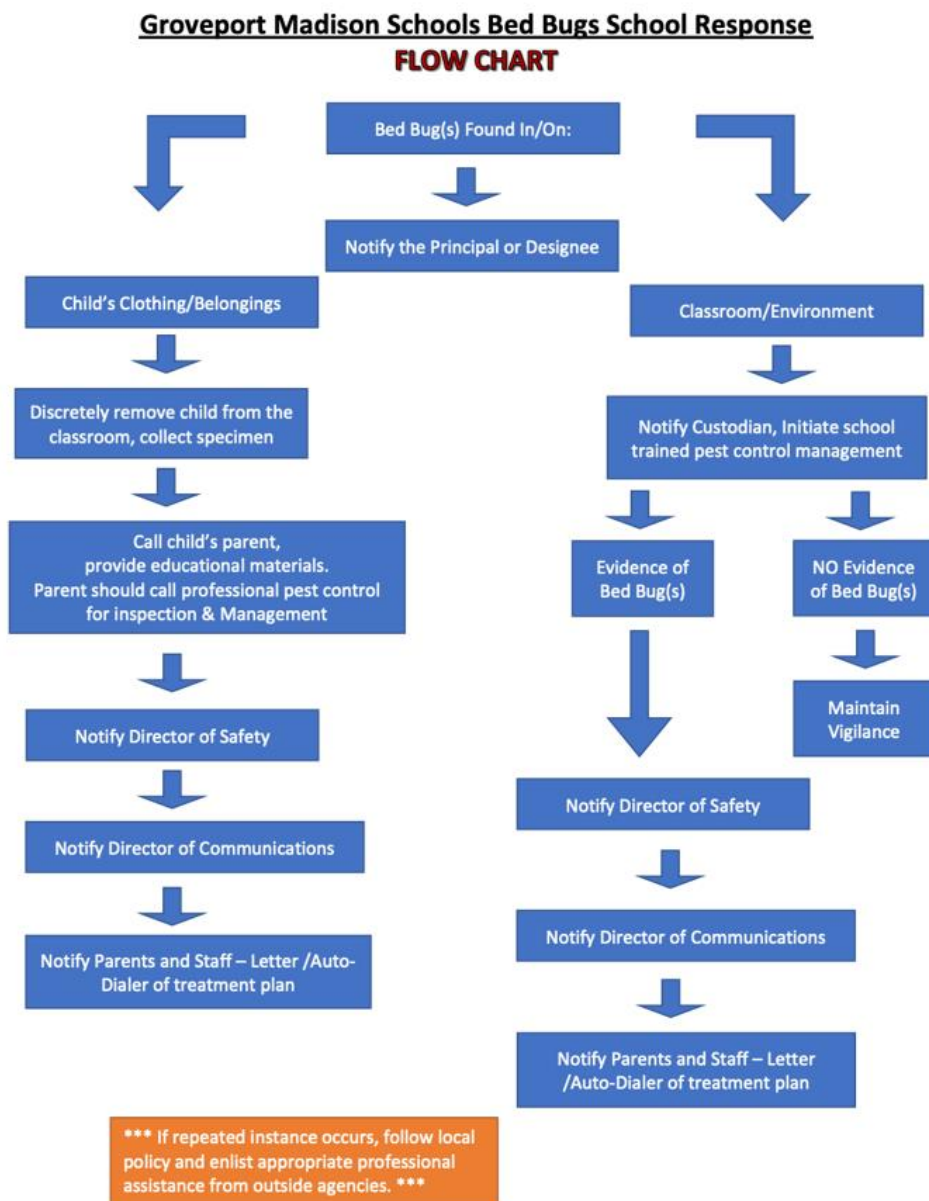 Groveport Madison Schools Bed Bugs School Response
FLOW CHART
Bed Bug(s) Found In/On:
Notify the Principal or Designee
Child's Clothing/Belongings
Discretely remove child from the
classroom, collect specimen
Call child's parent,
provide educational materials.
Parent should call professional pest control
for inspection & Management
Notify Director of Safety
Notify Director of Communications
Notify Parents and Staff – Letter /Auto-
Dialer of treatment plan
Classroom/Environment
Notify Custodian, Initiate school
trained pest control management
Evidence of
Bed Bug(s)
NO Evidence
of Bed Bug(s)
Maintain
Vigilance
Notify Director of Safety
Notify Director of Communications
Notify Parents and Staff – Letter
/Auto-Dialer of treatment plan
*** If repeated instance occurs, follow local
policy and enlist appropriate professional
assistance from outside agencies. ***